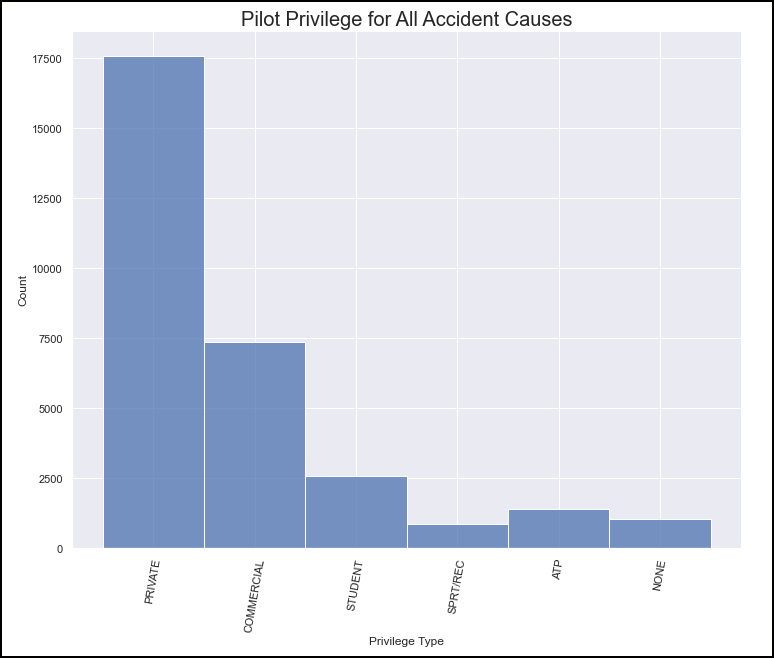 Pilot Privilege for All Accident Causes
17500
15000
12500
10000
7500
5000
2500
0
Count
PRIVATE
COMMERCIAL
STUDENT
SPRT/REC
ATP
NONE
Privilege Type